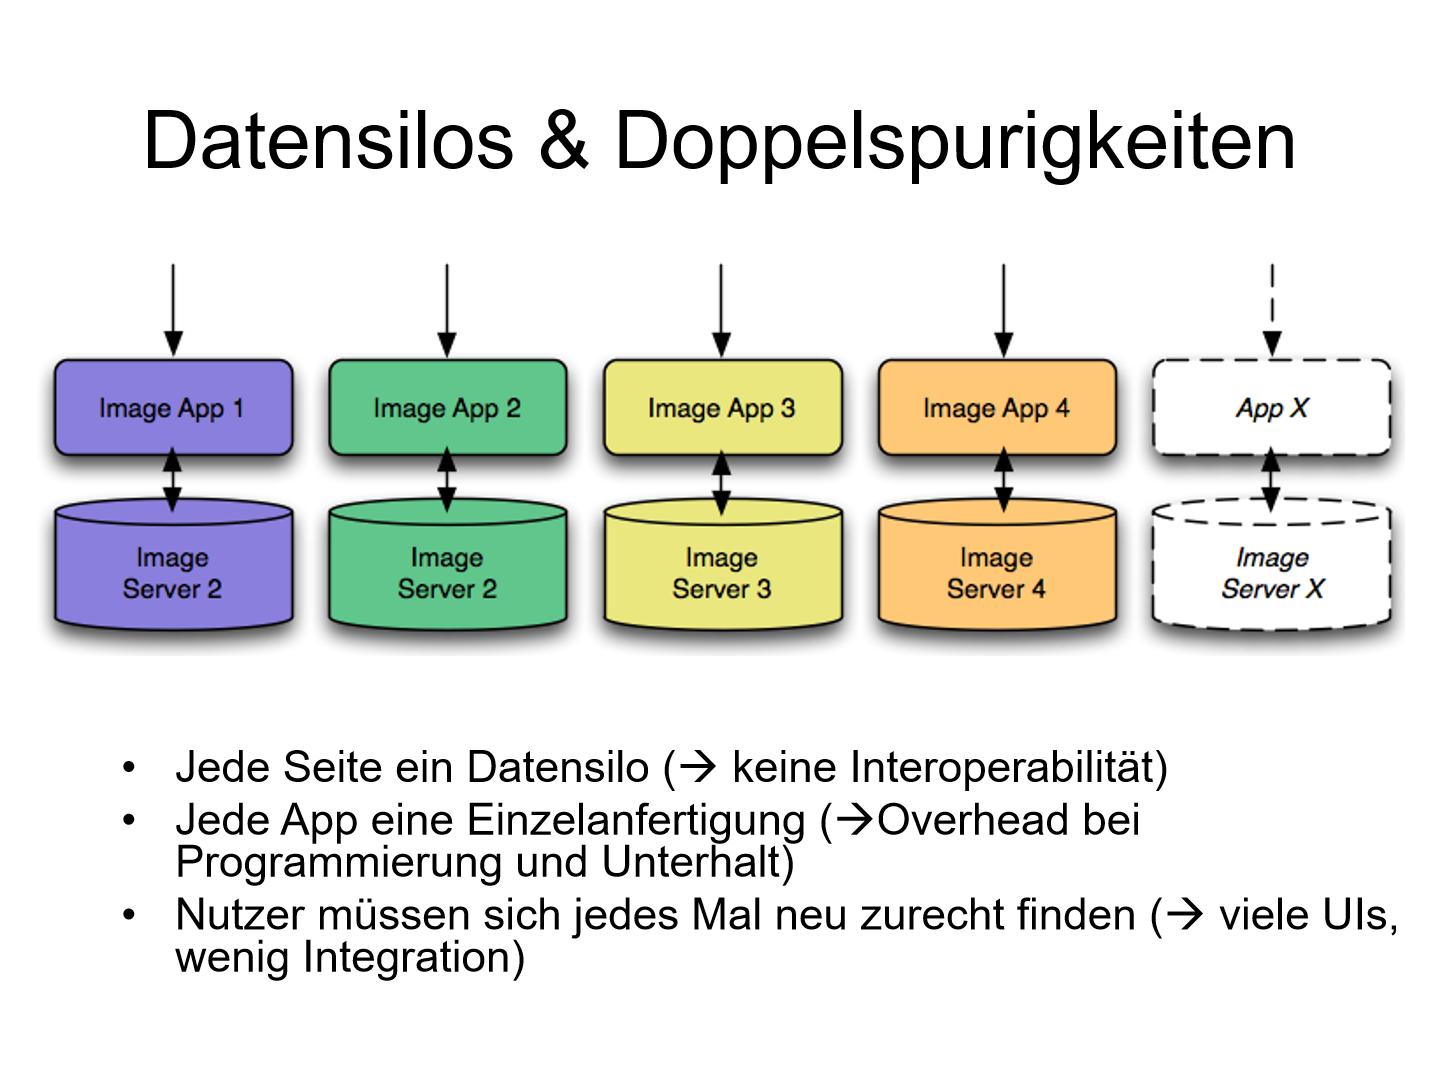 Datensilos & Doppelspurigkeiten
Image App 1
Image App 2
Image App 3
Image App 4
App X
Image
Server 2
Image
Server 2
Image
Server 3
Image
Server 4
Image
Server X
• Jede Seite ein Datensilo (→ keine Interoperabilität)
• Jede App eine Einzelanfertigung (→Overhead bei
Programmierung und Unterhalt)
• Nutzer müssen sich jedes Mal neu zurecht finden (→ viele UIs,
wenig Integration)